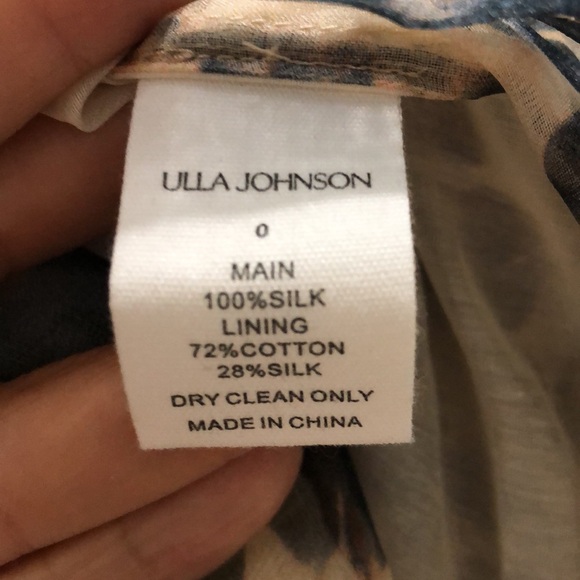 ULLA JOHNSON
0
MAIN
100%SILK
LINING
72%COTTON
28%SILK
DRY CLEAN ONLY
MADE IN CHINA